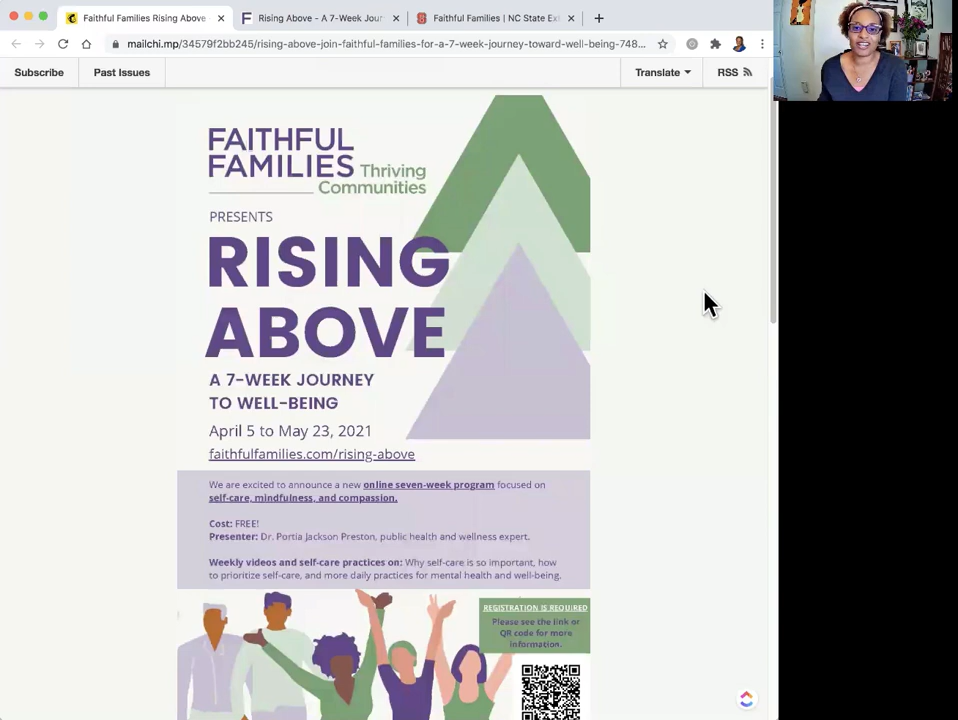 Faithful Families Rising Above
Rising Above - A 7-Week Jour
Faithful Families | NC State Ex
mailchi.mp/34579f2bb245/rising-above-join-faithful-families-for-a-7-week-journey-toward-well-being-748...
Subscribe
Past Issues
Translate
RSS
FAITHFUL
FAMILIES Thriving
Communities
PRESENTS
RISING
ABOVE
A 7-WEEK JOURNEY
TO WELL-BEING
April 5 to May 23, 2021
faithfulfamilies.com/rising-above
We are excited to announce a new online seven-week program focused on
self-care, mindfulness, and compassion.
Cost: FREE!
Presenter: Dr. Portia Jackson Preston, public health and wellness expert.
Weekly videos and self-care practices on: Why self-care is so important, how
to prioritize self-care, and more daily practices for mental health and well-being.
REGISTRATION IS REQUIRED
Please see the link or
QR code for more
information.